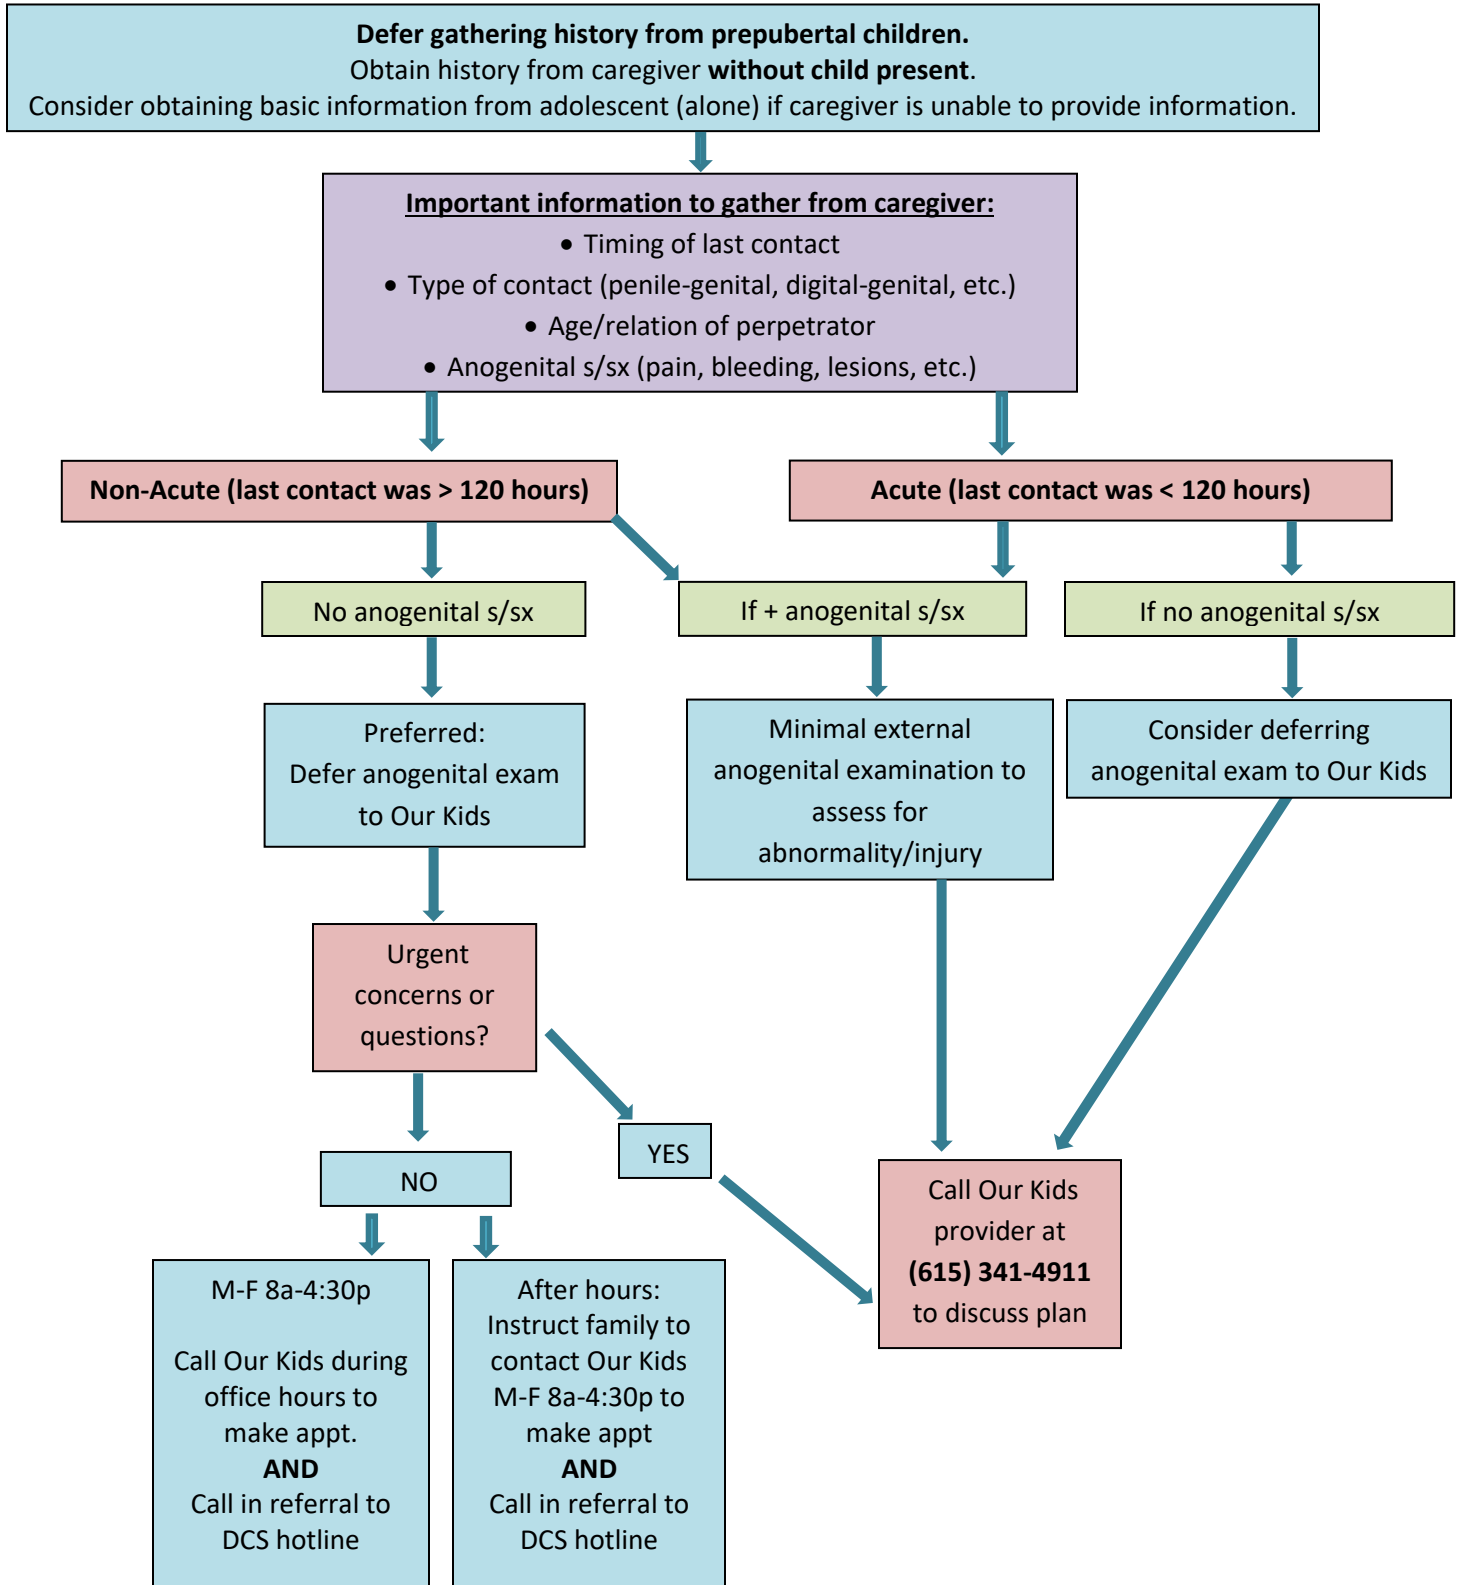 Defer gathering history from prepubertal children.
Obtain history from caregiver without child present.
Consider obtaining basic information from adolescent (alone) if caregiver is unable to provide information.
Important information to gather from caregiver:
• Timing of last contact
• Type of contact (penile-genital, digital-genital, etc.)
• Age/relation of perpetrator
• Anogenital s/sx (pain, bleeding, lesions, etc.)
Non-Acute (last contact was > 120 hours)
Acute (last contact was < 120 hours)
No anogenital s/sx
If + anogenital s/sx
If no anogenital s/sx
Preferred:
Defer anogenital exam
to Our Kids
Minimal external
anogenital examination to
assess for
abnormality/injury
Consider deferring
anogenital exam to Our Kids
Urgent
concerns or
questions?
YES
NO
Call Our Kids
provider at
(615) 341-4911
to discuss plan
M-F 8a-4:30p
Call Our Kids during
office hours to
make appt.
AND
Call in referral to
DCS hotline
After hours:
Instruct family to
contact Our Kids
M-F 8a-4:30p to
make appt
AND
Call in referral to
DCS hotline